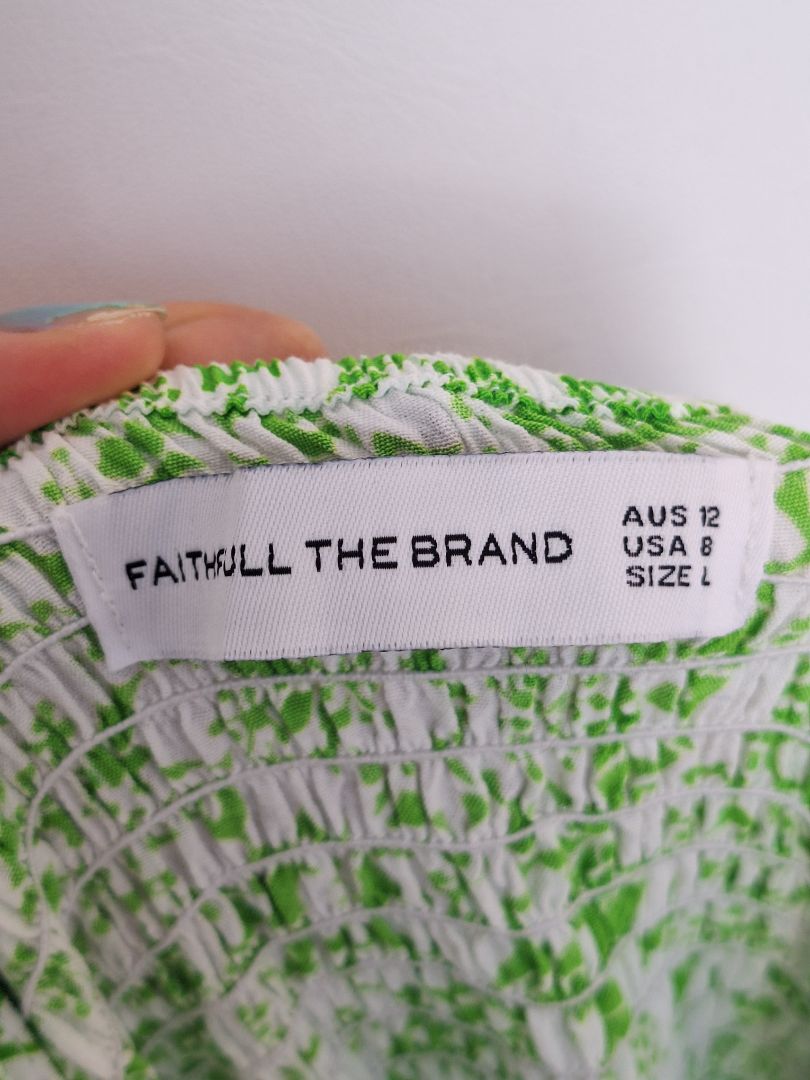 FAITHFULL THE BRAND
AUS 12
USA 8
SIZE L